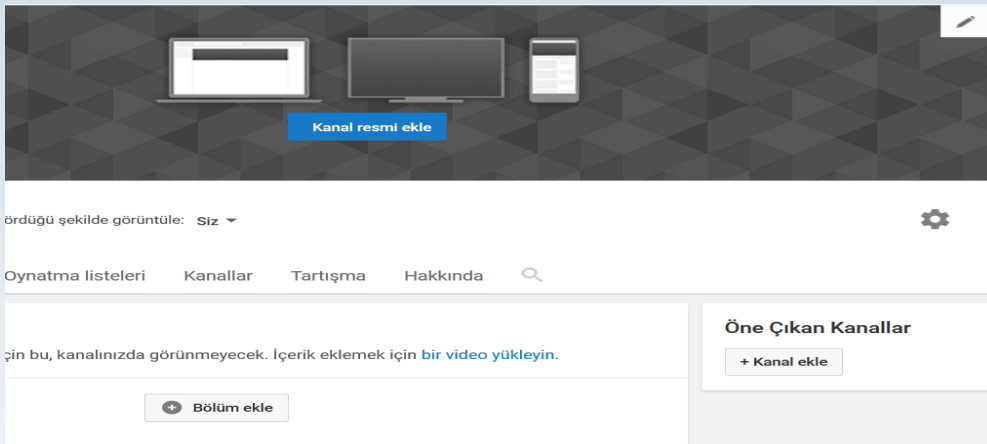 Kanal resmi ekle
ördüğü şekilde görüntüle: Siz
Oynatma listeleri Kanallar Tartışma Hakkında
Öne Çıkan Kanallar
çin bu, kanalınızda görünmeyecek. İçerik eklemek için bir video yükleyin.
+ Kanal ekle
Bölüm ekle